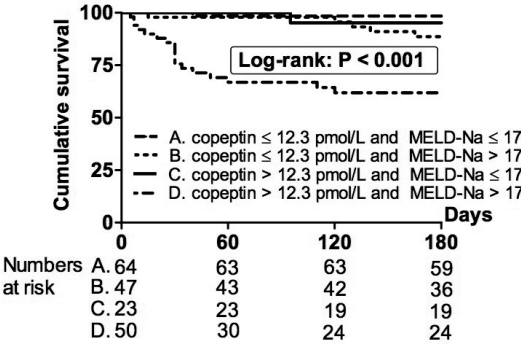 Cumulative survival
100
75
50
25
0
Log-rank: P < 0.001
A. copeptin ≤ 12.3 pmol/L and MELD-Na ≤ 17
B. copeptin ≤ 12.3 pmol/L and MELD-Na > 17
C. copeptin > 12.3 pmol/L and MELD-Na ≤ 17
D. copeptin > 12.3 pmol/L and MELD-Na > 17
Days
0 60 120 180
Numbers at risk
A. 64 63 63 59
B. 47 43 42 36
C. 23 23 19 19
D. 50 30 24 24